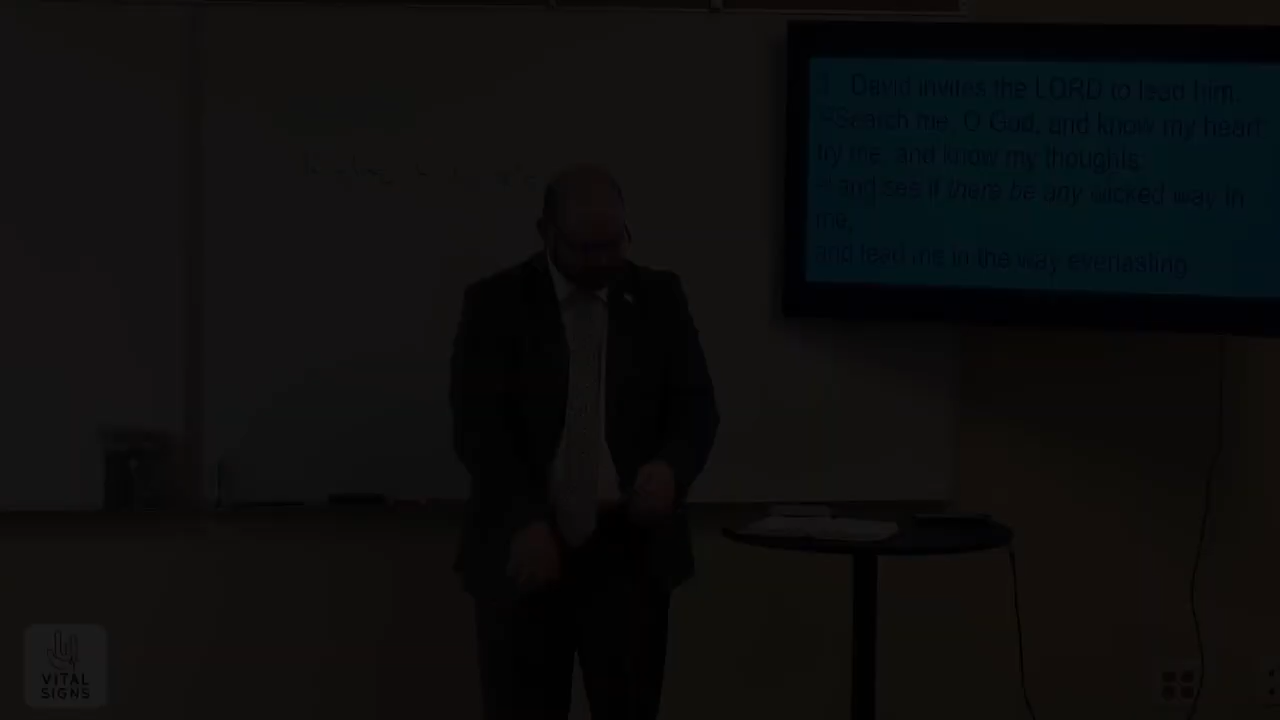 David invites the LORD to lead him.
Search me, O God, and know my heart
try me, and know my thoughts:
and see if there be any wicked way in
me,
and lead me in the way everlasting
VITAL
SIGNS